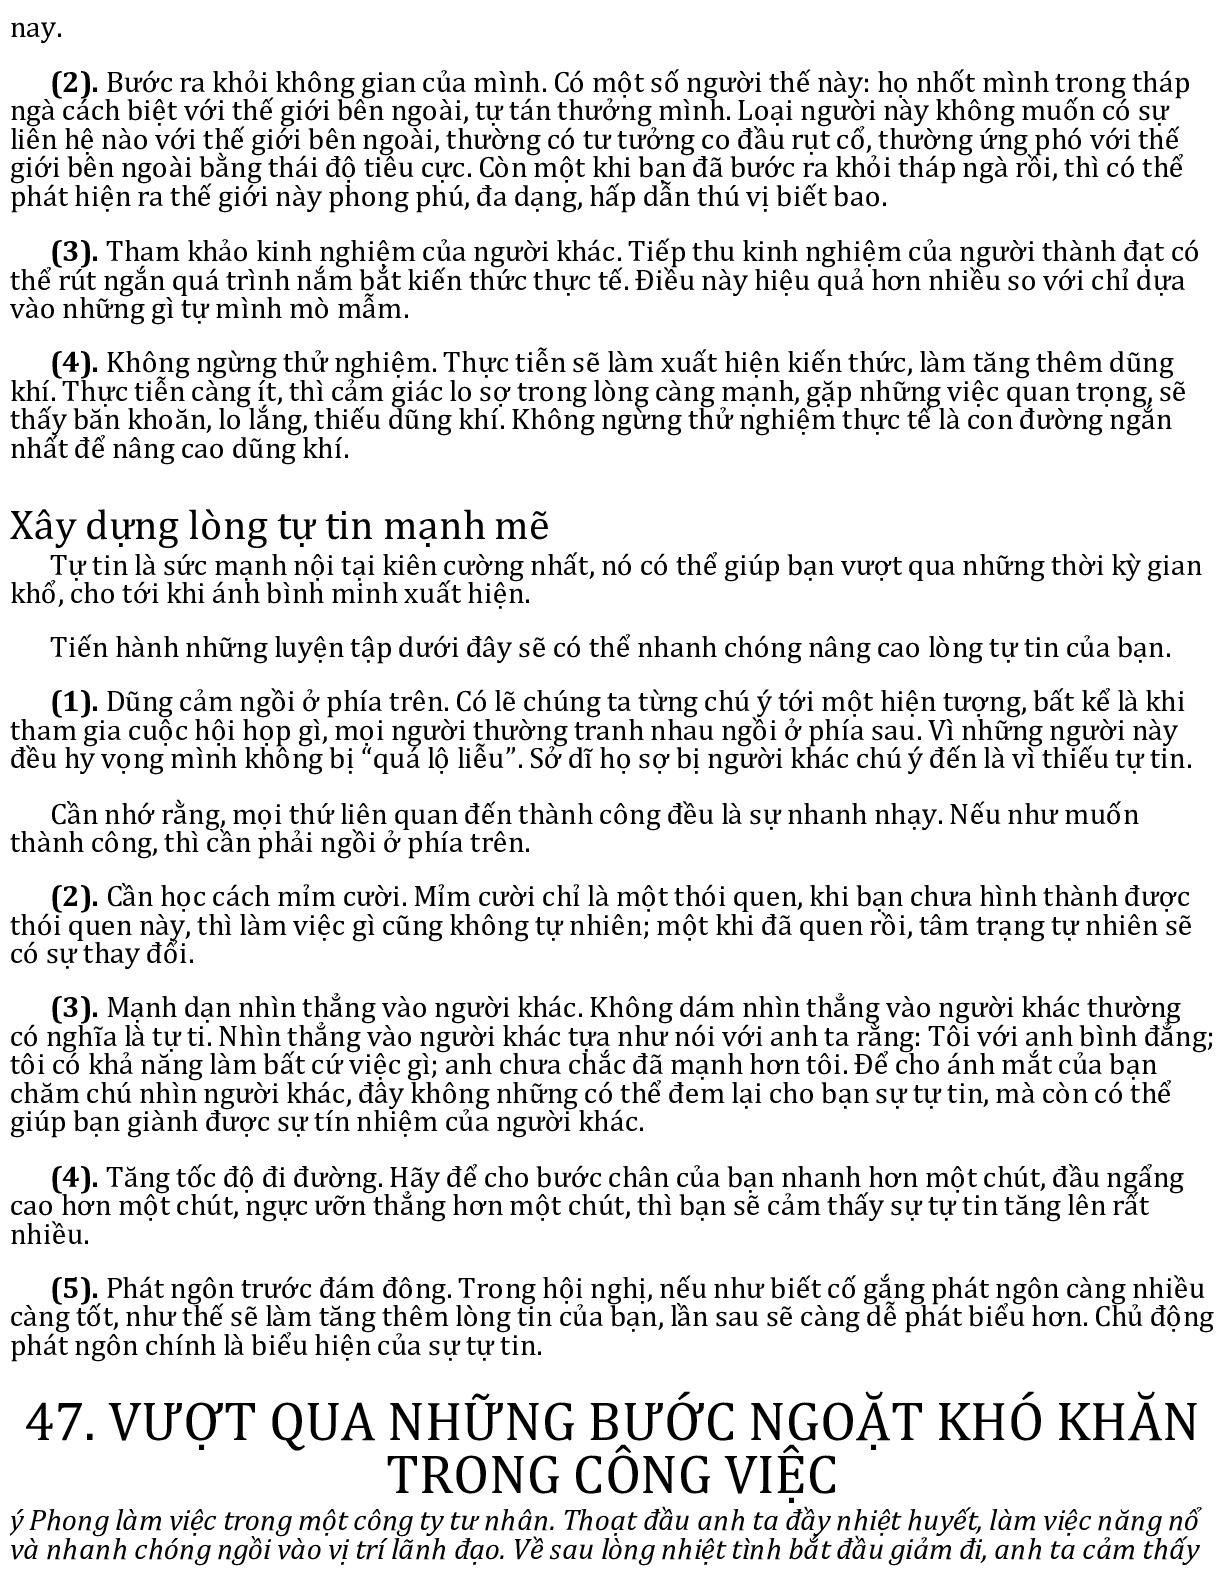 nay.
(2). Bước ra khỏi không gian của mình. Có một số người thế này: họ nhốt mình trong tháp
ngà cách biệt với thế giới bên ngoài, tự tán thưởng mình. Loại người này không muốn có sự
liên hệ nào với thế giới bên ngoài, thường có tư tưởng co đầu rụt cổ, thường ứng phó với thế
giới bên ngoài bằng thái độ tiêu cực. Còn một khi bạn đã bước ra khỏi tháp ngà rồi, thì có thể
phát hiện ra thế giới này phong phú, đa dạng, hấp dẫn thú vị biết bao.
(3). Tham khảo kinh nghiệm của người khác. Tiếp thu kinh nghiệm của người thành đạt có
thể rút ngắn quá trình nắm bắt kiến thức thực tế. Điều này hiệu quả hơn nhiều so với chỉ dựa
vào những gì tự mình mò mẫm.
(4). Không ngừng thử nghiệm. Thực tiễn sẽ làm xuất hiện kiến thức, làm tăng thêm dũng
khí. Thực tiễn càng ít, thì cảm giác lo sợ trong lòng càng mạnh, gặp những việc quan trọng, sẽ
thấy băn khoăn, lo lắng, thiếu dũng khí. Không ngừng thử nghiệm thực tế là con đường ngắn
nhất để nâng cao dũng khí.
Xây dựng lòng tự tin mạnh mẽ
Tự tin là sức mạnh nội tại kiên cường nhất, nó có thể giúp bạn vượt qua những thời kỳ gian
khổ, cho tới khi ánh bình minh xuất hiện.
Tiến hành những luyện tập dưới đây sẽ có thể nhanh chóng nâng cao lòng tự tin của bạn.
(1). Dũng cảm ngồi ở phía trên. Có lẽ chúng ta từng chú ý tới một hiện tượng, bất kể là khi
tham gia cuộc hội họp gì, mọi người thường tranh nhau ngồi ở phía sau. Vì những người này
đều hy vọng mình không bị “quá lộ liễu”. Sở dĩ họ sợ bị người khác chú ý đến là vì thiếu tự tin.
Cần nhớ rằng, mọi thứ liên quan đến thành công đều là sự nhanh nhạy. Nếu như muốn
thành công, thì cần phải ngồi ở phía trên.
(2). Cần học cách mỉm cười. Mỉm cười chỉ là một thói quen, khi bạn chưa hình thành được
thói quen này, thì làm việc gì cũng không tự nhiên; một khi đã quen rồi, tâm trạng tự nhiên sẽ
có sự thay đổi.
(3). Mạnh dạn nhìn thẳng vào người khác. Không dám nhìn thẳng vào người khác thường
có nghĩa là tự ti. Nhìn thẳng vào người khác tựa như nói với anh ta rằng: Tôi với anh bình đẳng;
tôi có khả năng làm bất cứ việc gì; anh chưa chắc đã mạnh hơn tôi. Để cho ánh mắt của bạn
chăm chú nhìn người khác, đây không những có thể đem lại cho bạn sự tự tin, mà còn có thể
giúp bạn giành được sự tín nhiệm của người khác.
(4). Tăng tốc độ đi đường. Hãy để cho bước chân của bạn nhanh hơn một chút, đầu ngẩng
cao hơn một chút, ngực ưỡn thẳng hơn một chút, thì bạn sẽ cảm thấy sự tự tin tăng lên rất
nhiều.
(5). Phát ngôn trước đám đông. Trong hội nghị, nếu như biết cố gắng phát ngôn càng nhiều
càng tốt, như thế sẽ làm tăng thêm lòng tin của bạn, lần sau sẽ càng dễ phát biểu hơn. Chủ động
phát ngôn chính là biểu hiện của sự tự tin.
47. VƯỢT QUA NHỮNG BƯỚC NGOẶT KHÓ KHĂN
TRONG CÔNG VIỆC
ý Phong làm việc trong một công ty tư nhân. Thoạt đầu anh ta đầy nhiệt huyết, làm việc năng nổ
và nhanh chóng ngồi vào vị trí lãnh đạo. Về sau lòng nhiệt tình bắt đầu giảm đi, anh ta cảm thấy